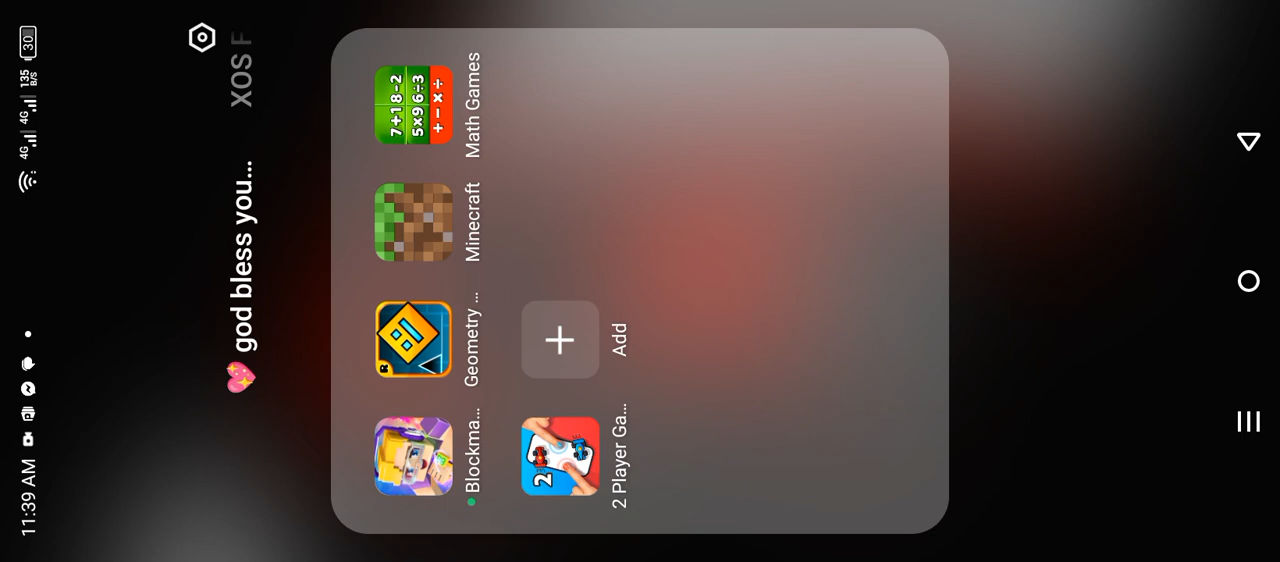 11:39 AM
4G 4G 135 B/S 30
💖 god bless you... XOS F
Blockma...
Geometry ...
Minecraft
7+1 8-2
5x9 6÷3
+ - x ÷
Math Games
2
2 Player Ga...
Add